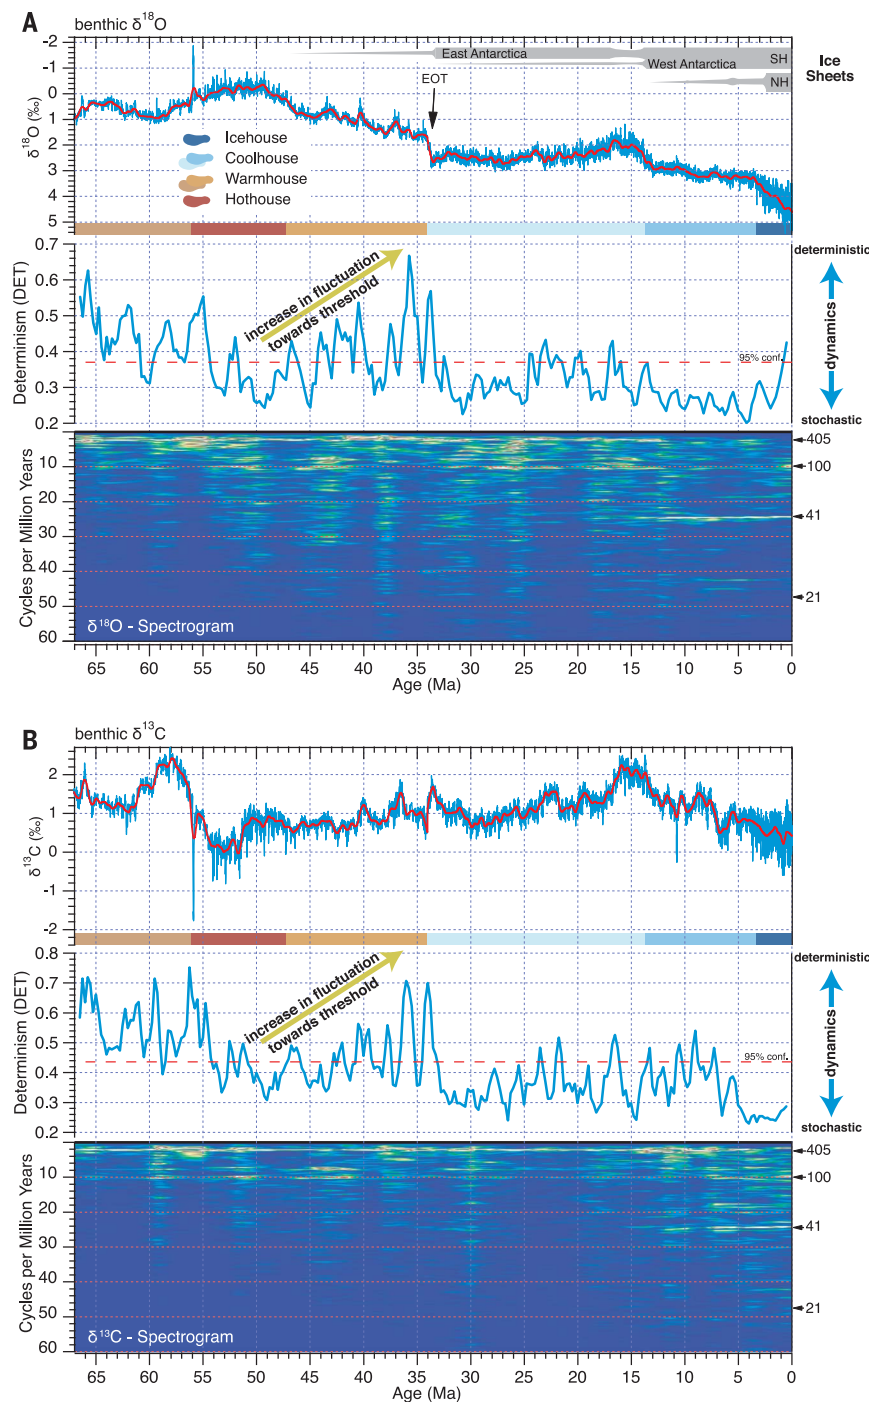 A
benthic δ18O
-2
-1
0
1
2
3
4
5
δ18O (‰)
East Antarctica
West Antarctica
SH
NH
Ice
Sheets
EOT
Icehouse
Coolhouse
Warmhouse
Hothouse
0.7
0.6
0.5
0.4
0.3
0.2
Determinism (DET)
increase in fluctuation
towards threshold
95% conf.
deterministic
dynamics
stochastic
10
20
30
40
50
60
Cycles per Million Years
405
100
41
21
δ18O - Spectrogram
65 60 55 50 45 40 35 30 25 20 15 10 5 0
Age (Ma)
B
benthic δ13C
2
1
0
-1
-2
δ13C (‰)
0.8
0.7
0.6
0.5
0.4
0.3
0.2
Determinism (DET)
increase in fluctuation
towards threshold
95% conf.
deterministic
dynamics
stochastic
10
20
30
40
50
60
Cycles per Million Years
405
100
41
21
δ13C - Spectrogram
65 60 55 50 45 40 35 30 25 20 15 10 5 0
Age (Ma)